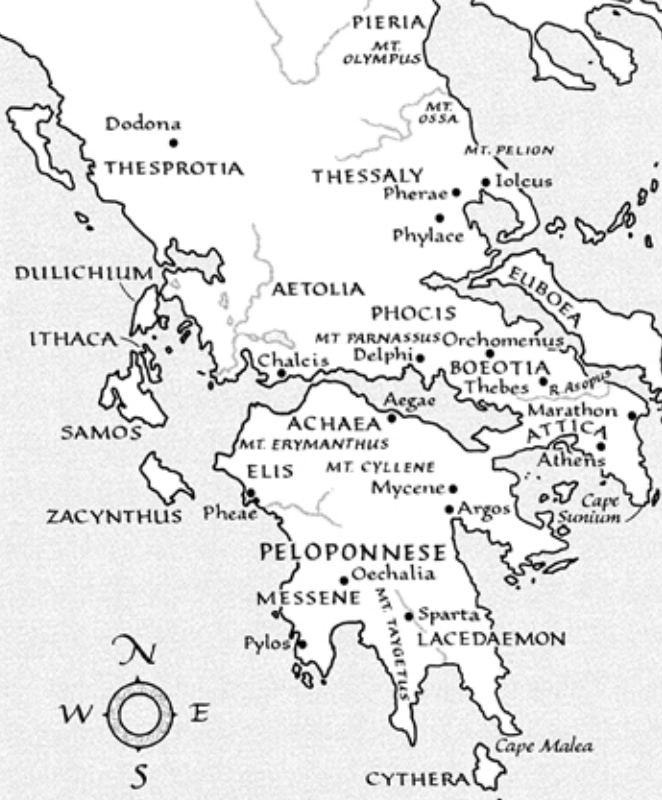 PIERIA
MT.
OLYMPUS
MT.
OSSA
Dodona
MT. PELION
THESPROTIA
THESSALY
Iolcus
Pherae
Phylace
DULICHIUM
ELIBOEA
AETOLIA
PHOCIS
ITHACA
MT PARNASSUS
Orchomenus
Chalcis
Delphi
BOEOTIA
Thebes
R. Asopus
Aegae
Marathon
SAMOS
ACHAEA
ATTICA
MT. ERYMANTHUS
Athens
ELIS
MT. CYLLENE
Mycene
ZACYNTHUS
Pheae
Argos
Cape
Sunium
PELOPONNESE
Oechalia
MESSENE
MT. TAYGETUS
Sparta
Pylos
LACEDAEMON
N
W
E
S
Cape Malea
CYTHERA